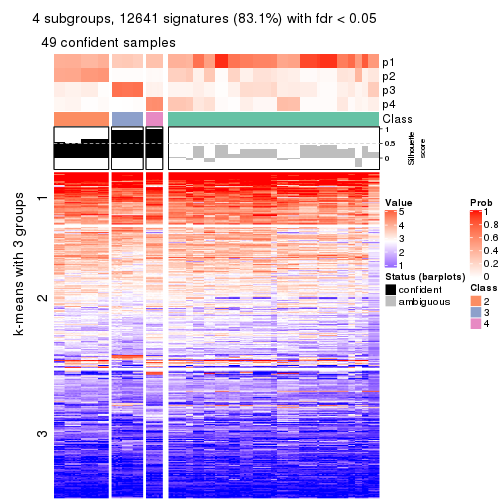 4 subgroups, 12641 signatures (83.1%) with fdr < 0.05
49 confident samples
p1
p2
p3
p4
Class
1
0.5
0
Silhouette
score
k-means with 3 groups
1
2
3
Value
5
4
3
2
1
Status (barplots)
confident
ambiguous
Prob
1
0.8
0.6
0.4
0.2
0
Class
2
3
4